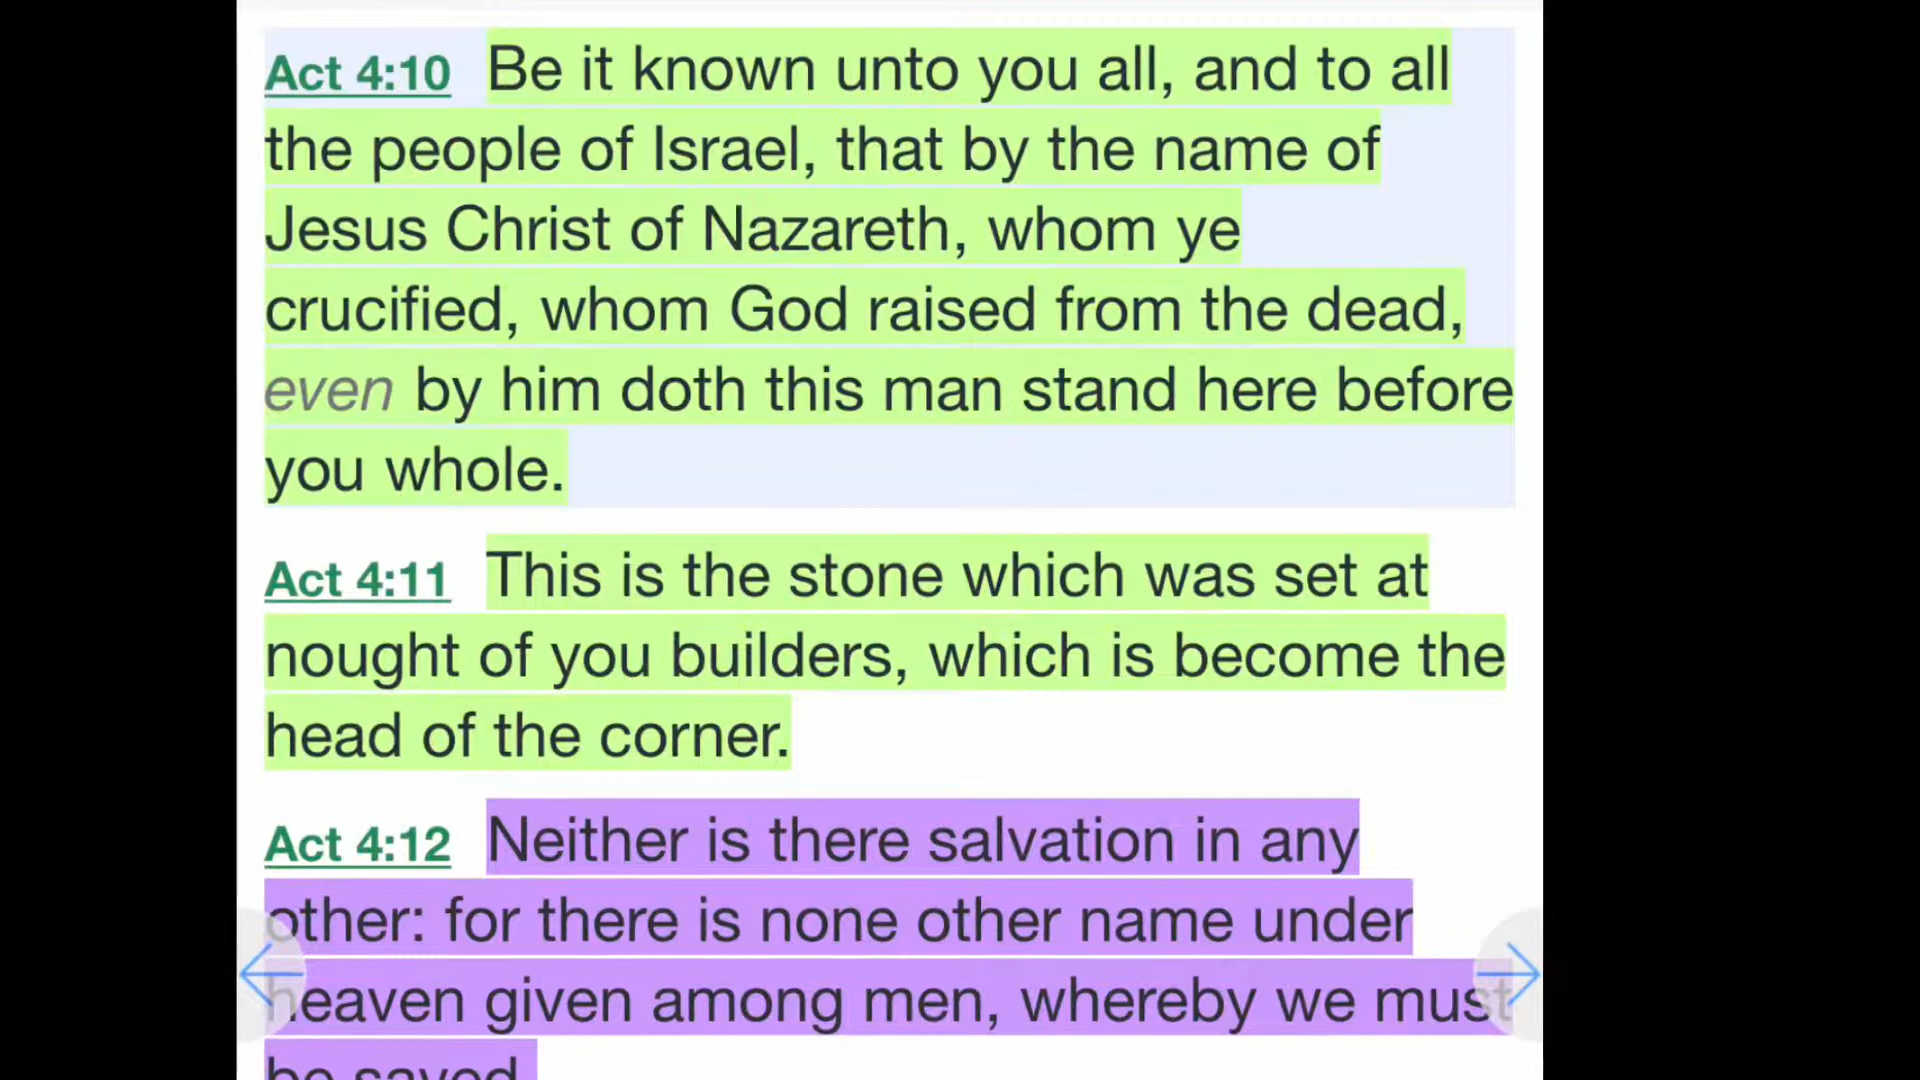 Act 4:10 Be it known unto you all, and to all
the people of Israel, that by the name of
Jesus Christ of Nazareth, whom ye
crucified, whom God raised from the dead,
even by him doth this man stand here before
you whole.
Act 4:11 This is the stone which was set at
nought of you builders, which is become the
head of the corner.
Act 4:12 Neither is there salvation in any
other: for there is none other name under
heaven given among men, whereby we must
be saved.